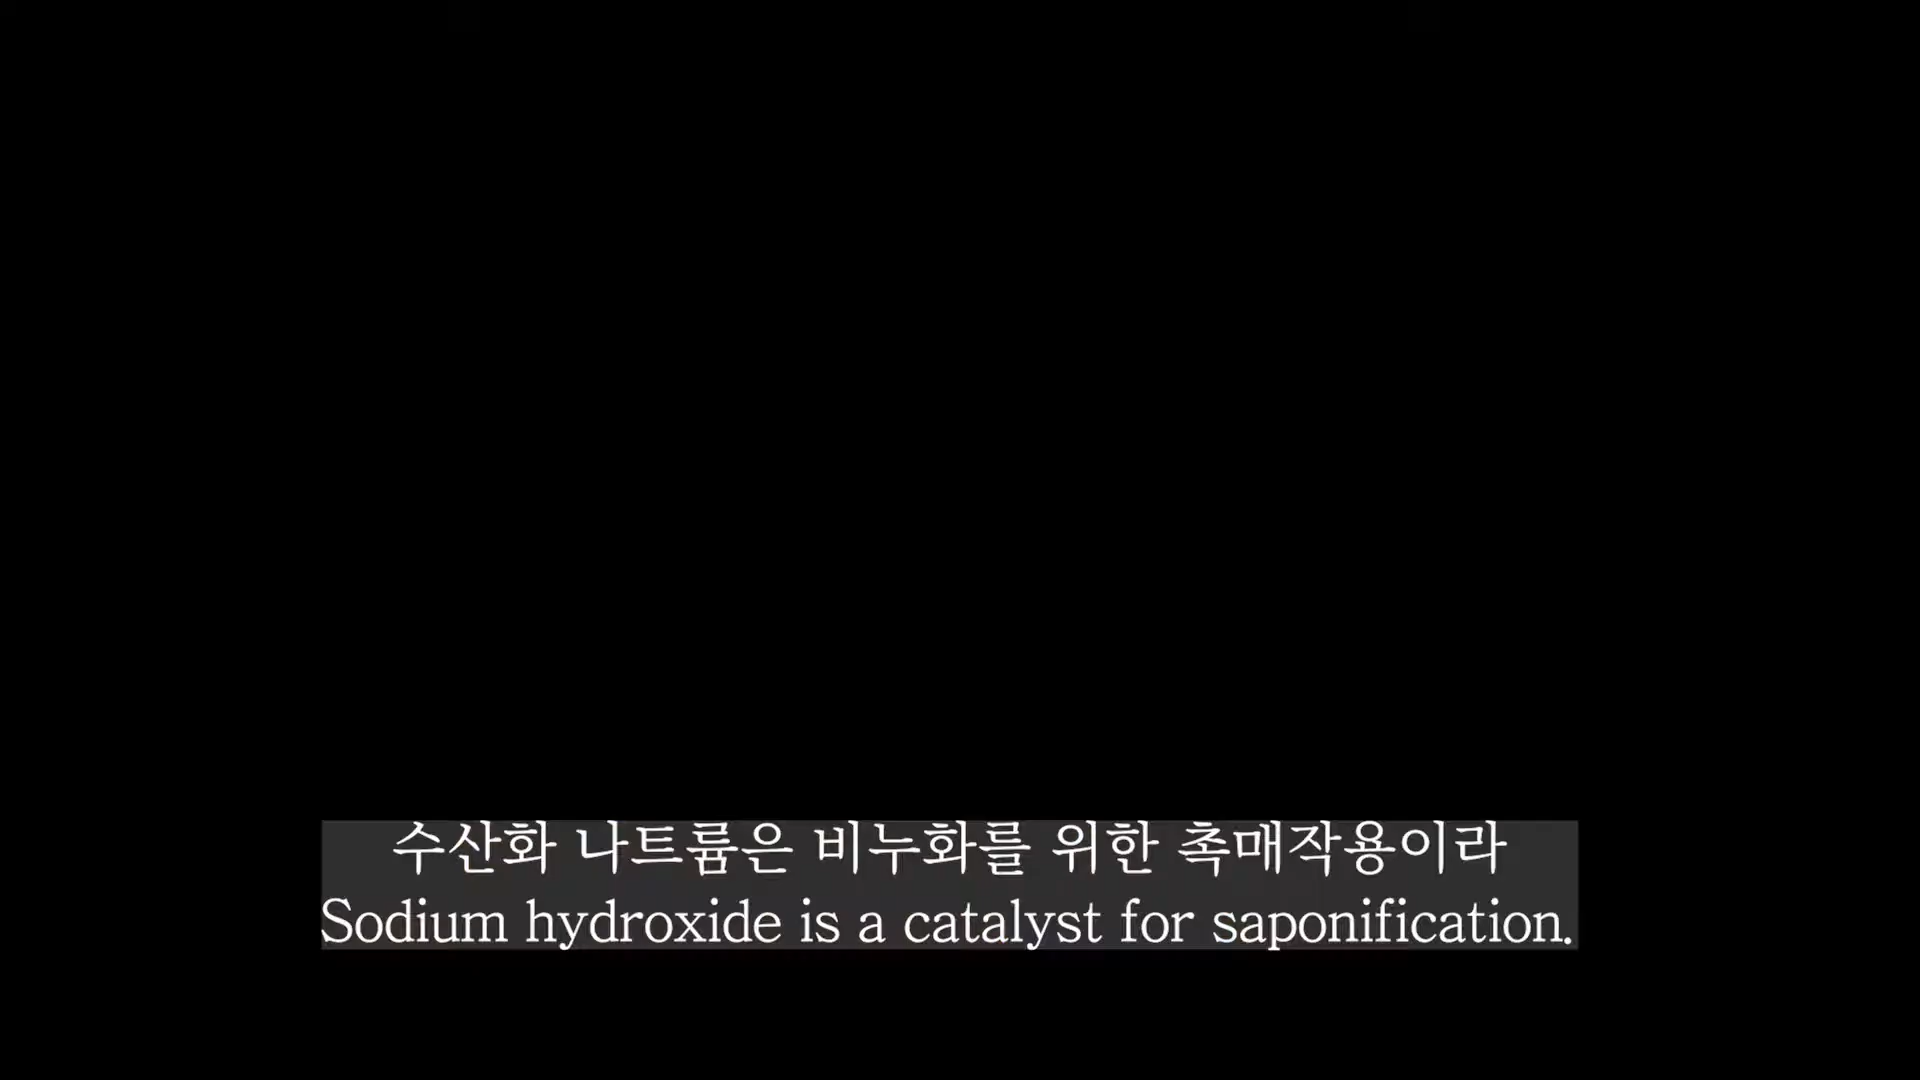 수산화 나트륨은 비누화를 위한 촉매작용이라
Sodium hydroxide is a catalyst for saponification.